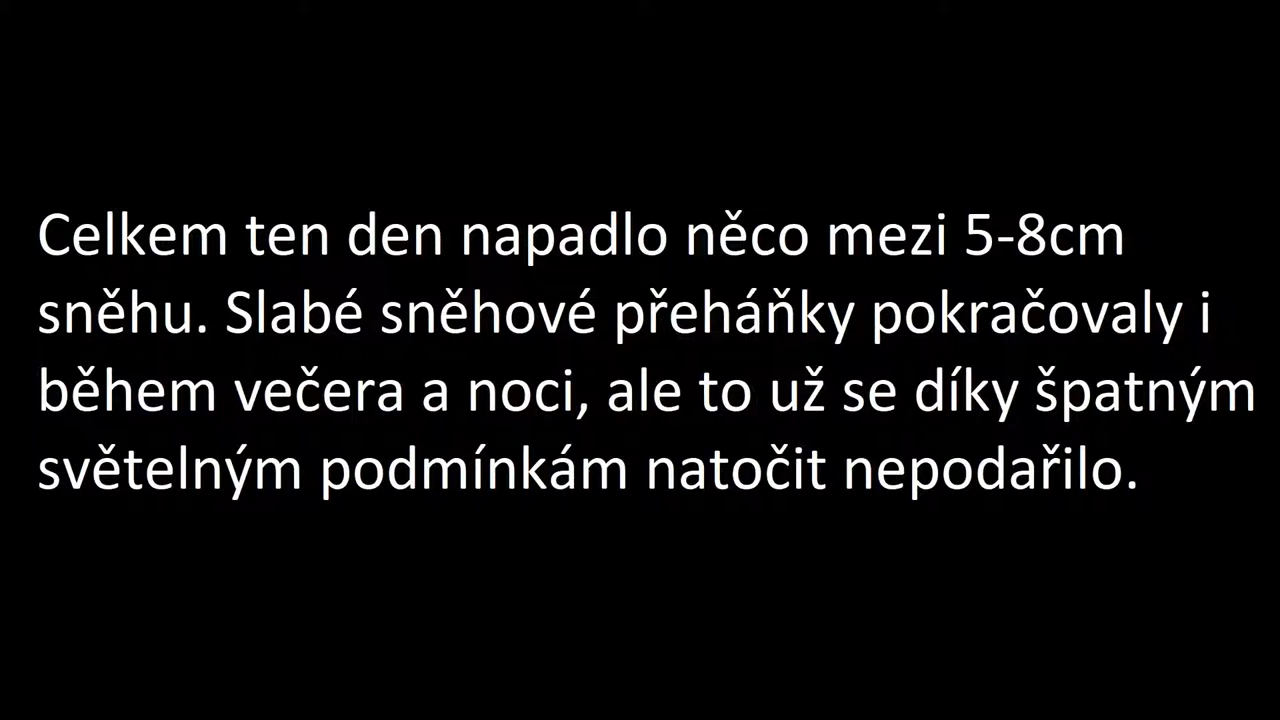 Celkem ten den napadlo něco mezi 5-8cm
sněhu. Slabé sněhové přeháňky pokračovaly i
během večera a noci, ale to už se díky špatným
světelným podmínkám natočit nepodařilo.